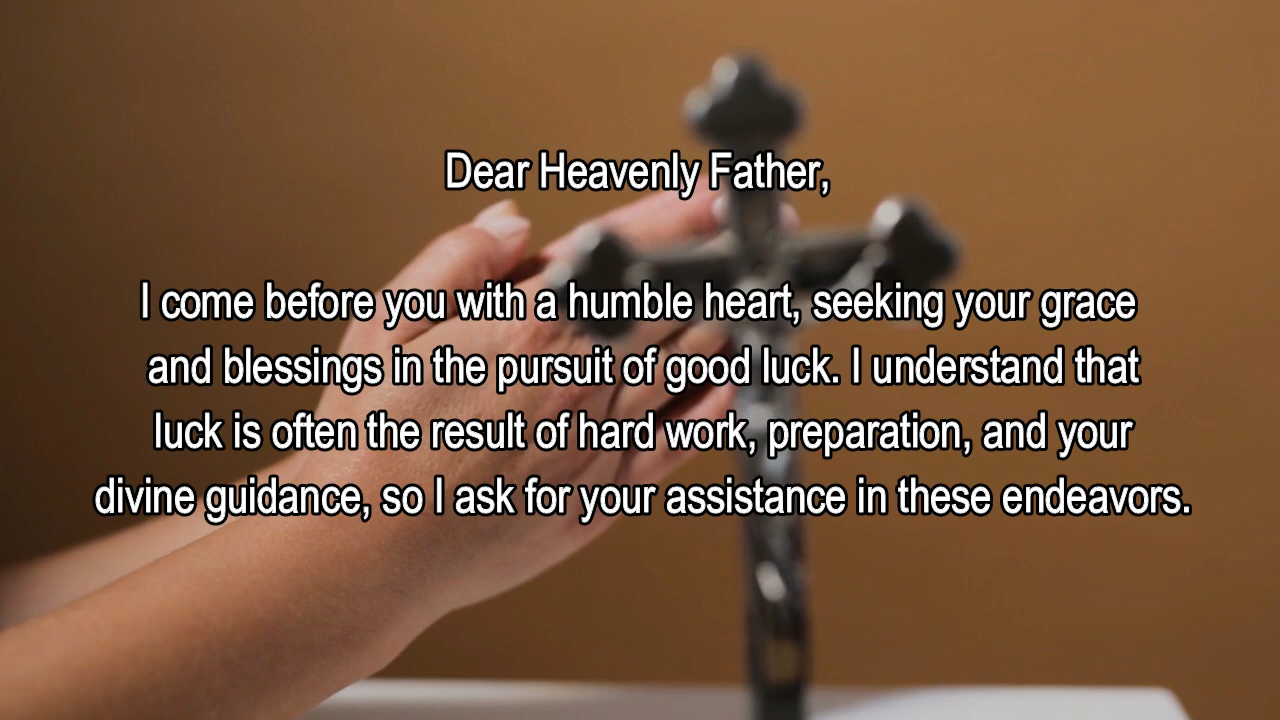 Dear Heavenly Father,
I come before you with a humble heart, seeking your grace
and blessings in the pursuit of good luck. I understand that
luck is often the result of hard work, preparation, and your
divine guidance, so I ask for your assistance in these endeavors.